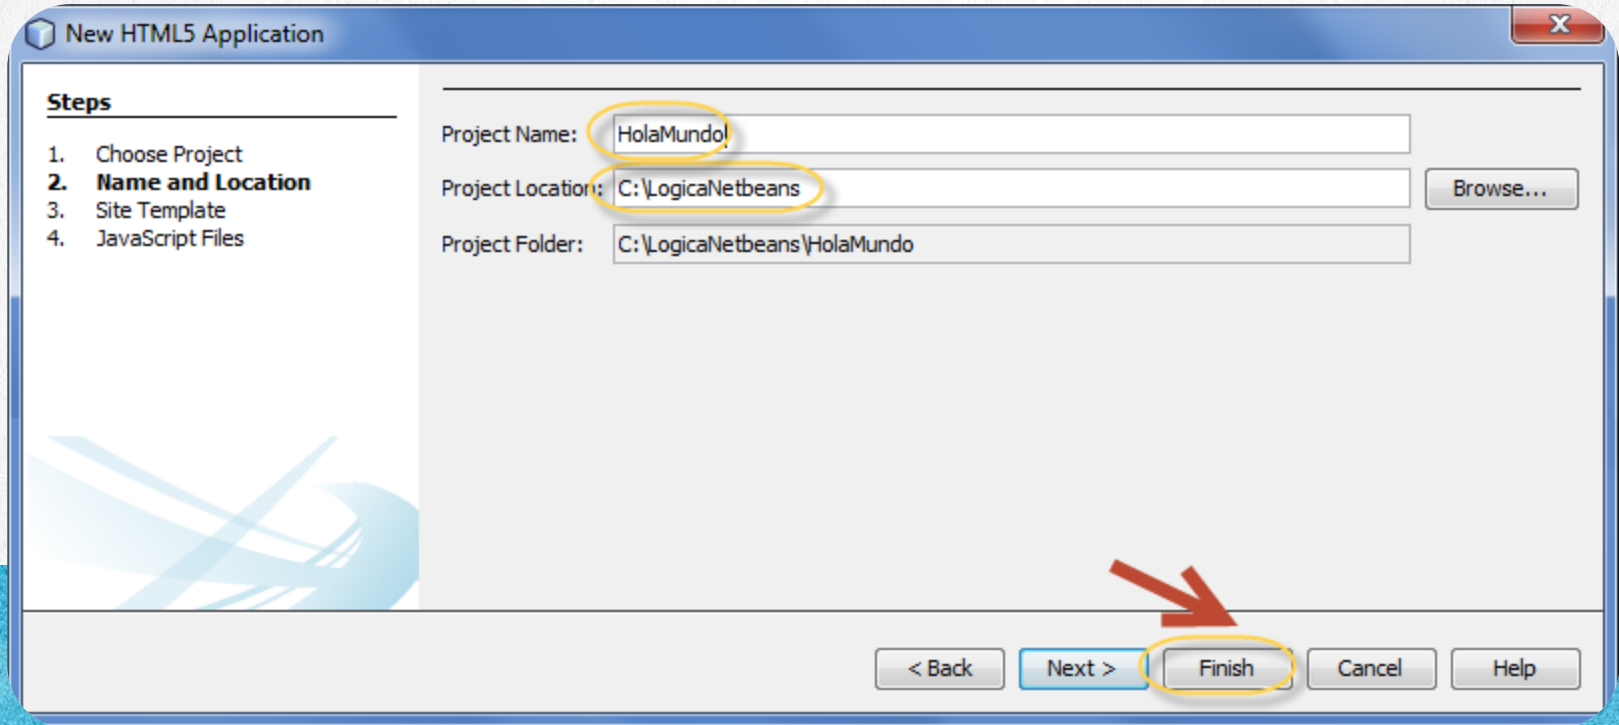 New HTML5 Application
Steps
1. Choose Project
2. Name and Location
3. Site Template
4. JavaScript Files
Project Name: HolaMundo
Project Location: C:\LogicaNetbeans Browse...
Project Folder: C:\LogicaNetbeans\HolaMundo
< Back Next > Finish Cancel Help